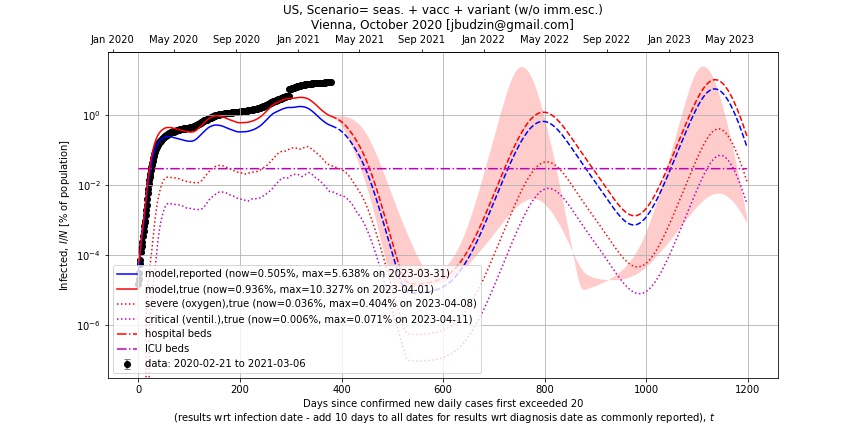 US, Scenario= seas. + vacc + variant (w/o imm.esc.)
Vienna, October 2020 [jbudzin@gmail.com]
Jan 2020 May 2020 Sep 2020 Jan 2021 May 2021 Sep 2021 Jan 2022 May 2022 Sep 2022 Jan 2023 May 2023
Infected, I/N [% of population]
10⁰
10⁻²
10⁻⁴
10⁻⁶
model,reported (now=0.505%, max=5.638% on 2023-03-31)
model,true (now=0.936%, max=10.327% on 2023-04-01)
severe (oxygen),true (now=0.036%, max=0.404% on 2023-04-08)
critical (ventil.),true (now=0.006%, max=0.071% on 2023-04-11)
hospital beds
ICU beds
data: 2020-02-21 to 2021-03-06
0 200 400 600 800 1000 1200
Days since confirmed new daily cases first exceeded 20
(results wrt infection date - add 10 days to all dates for results wrt diagnosis date as commonly reported), t